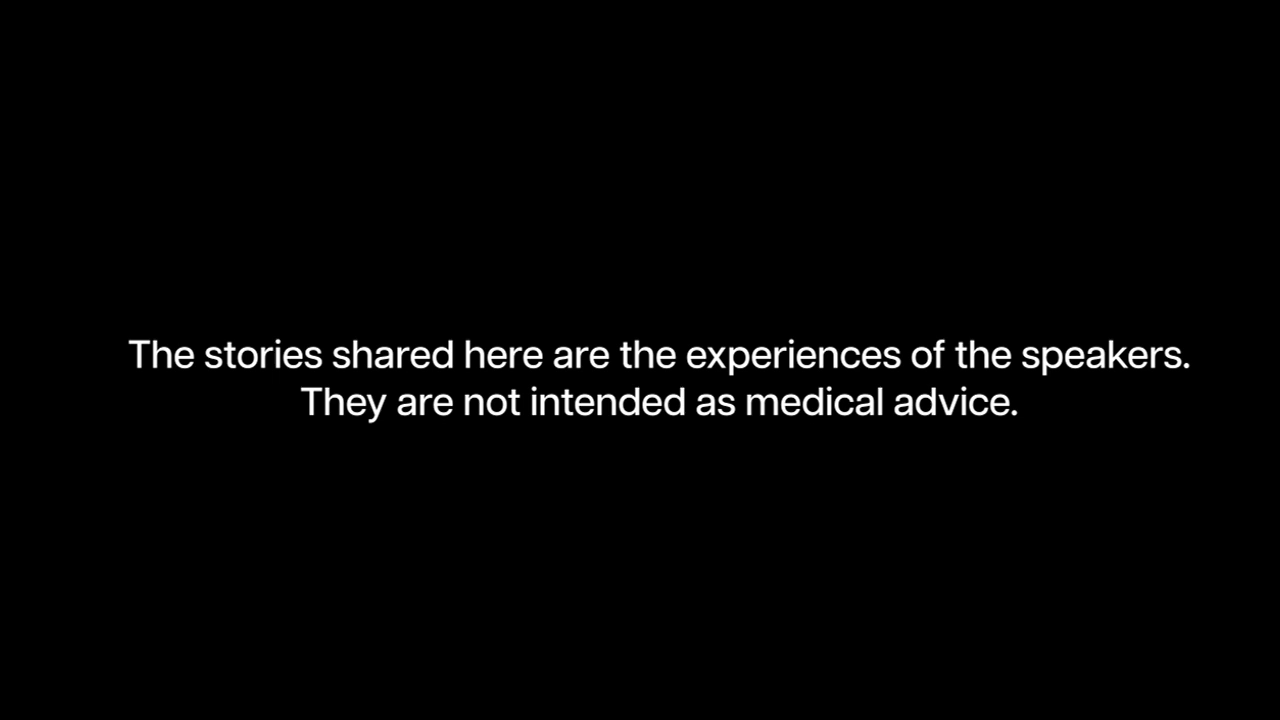 The stories shared here are the experiences of the speakers.
They are not intended as medical advice.